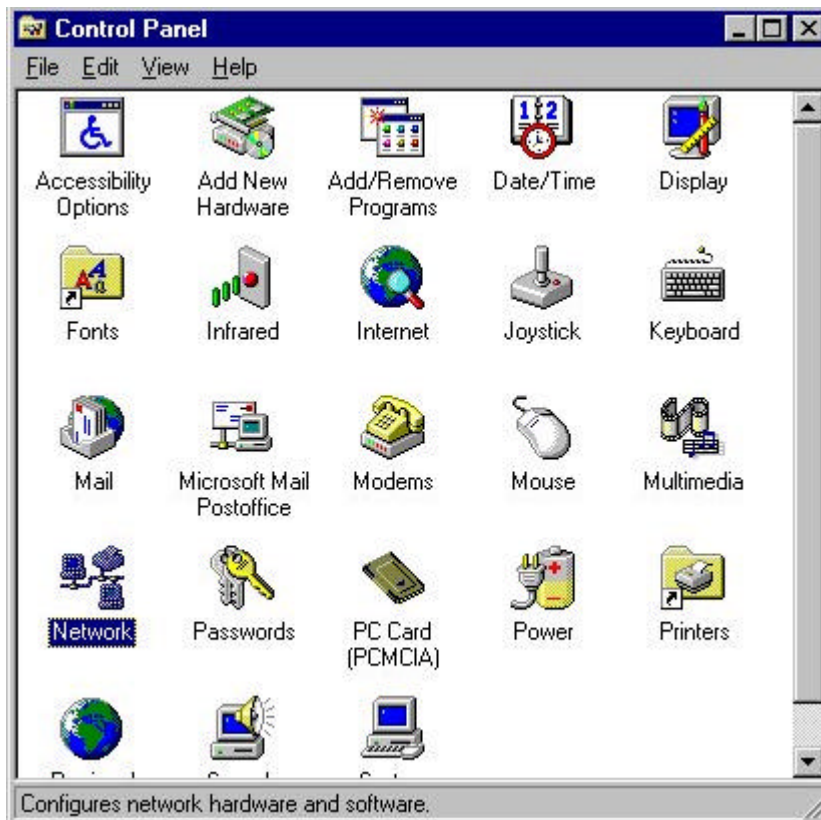 Control Panel
File Edit View Help
Accessibility Options
Add New Hardware
Add/Remove Programs
Date/Time
Display
Fonts
Infrared
Internet
Joystick
Keyboard
Mail
Microsoft Mail Postoffice
Modems
Mouse
Multimedia
Network
Passwords
PC Card (PCMCIA)
Power
Printers
Configures network hardware and software.